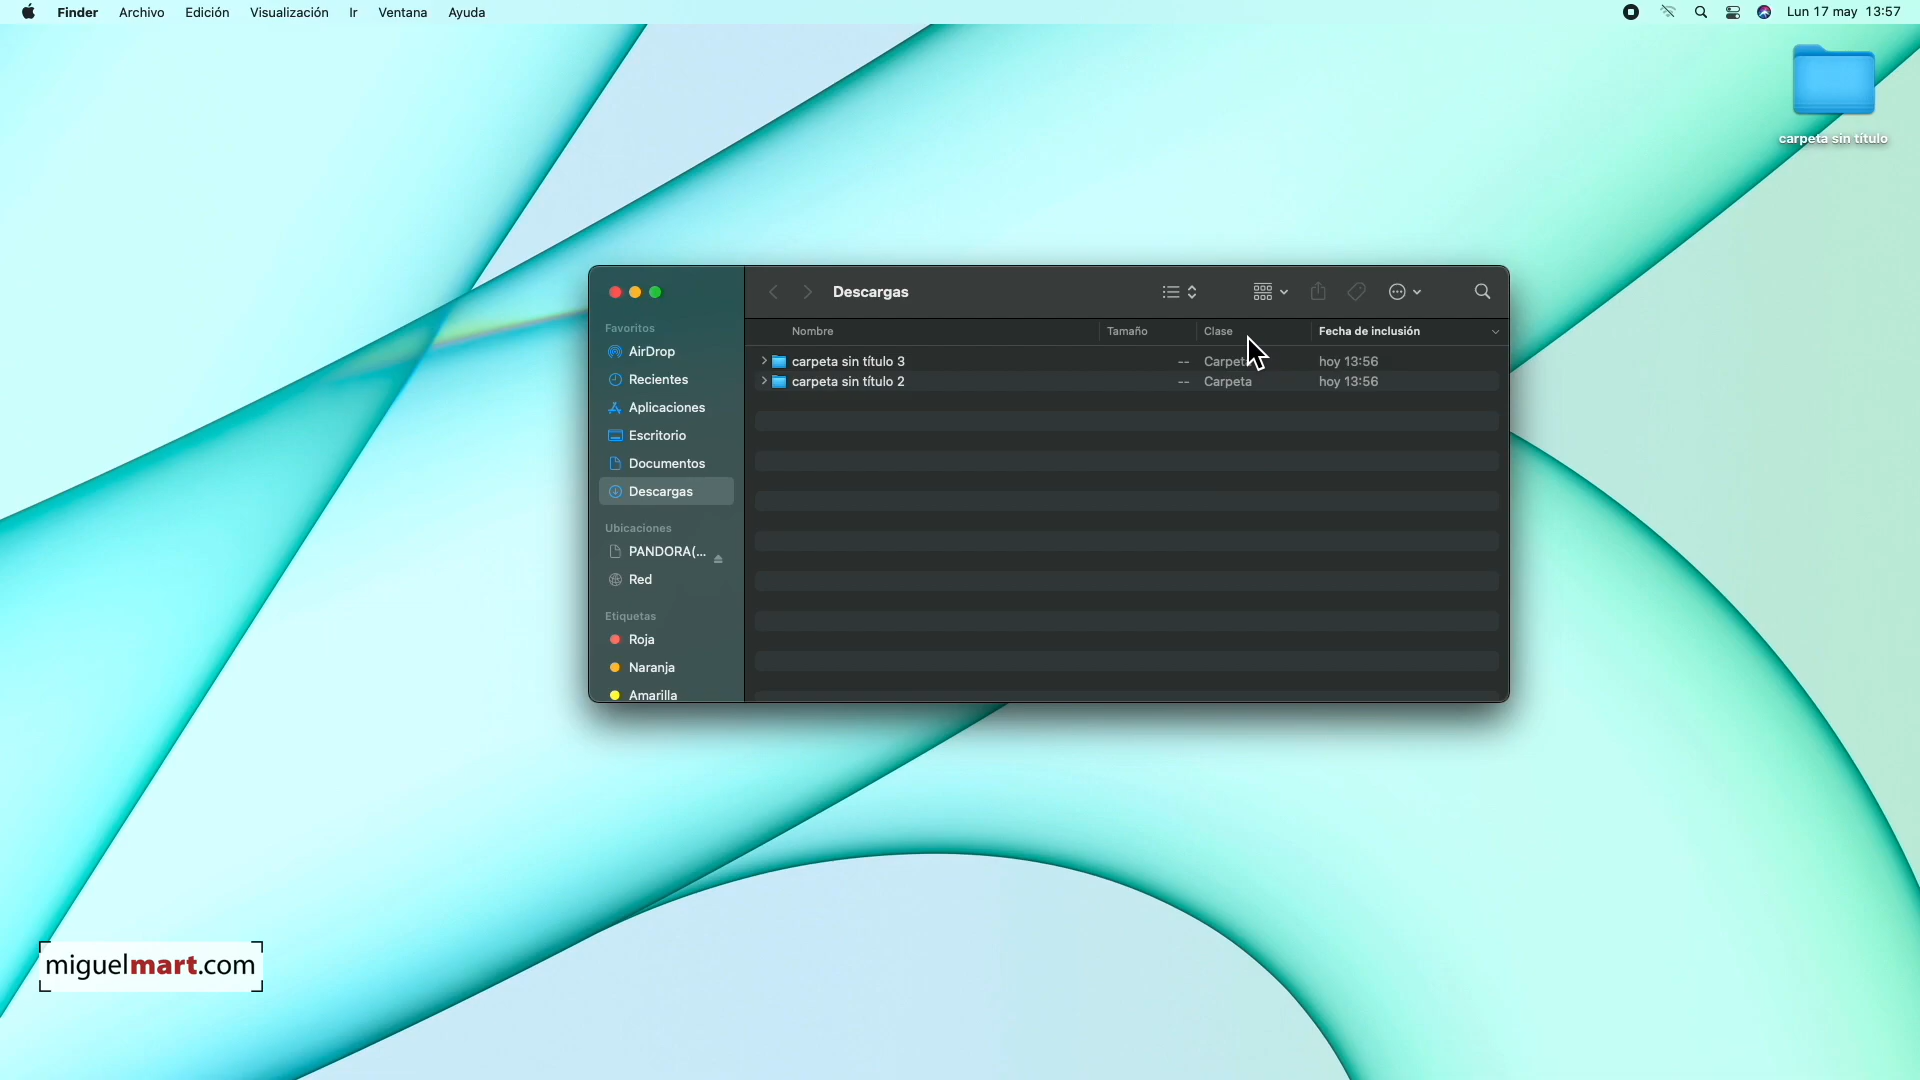 Finder Archivo Edición Visualización Ir Ventana Ayuda
Lun 17 may 13:57
carpeta sin título
Descargas
Favoritos
AirDrop
Recientes
Aplicaciones
Escritorio
Documentos
Descargas
Ubicaciones
PANDORA(...
Red
Etiquetas
Roja
Naranja
Amarilla
Nombre Tamaño Clase Fecha de inclusión
carpeta sin título 3 -- Carpeta hoy 13:56
carpeta sin título 2 -- Carpeta hoy 13:56
miguelmart.com